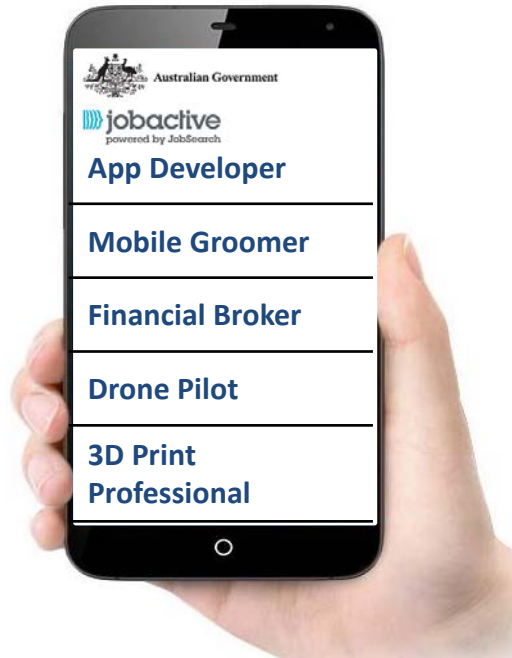 Australian Government
jobactive
powered by JobSearch
App Developer
Mobile Groomer
Financial Broker
Drone Pilot
3D Print
Professional